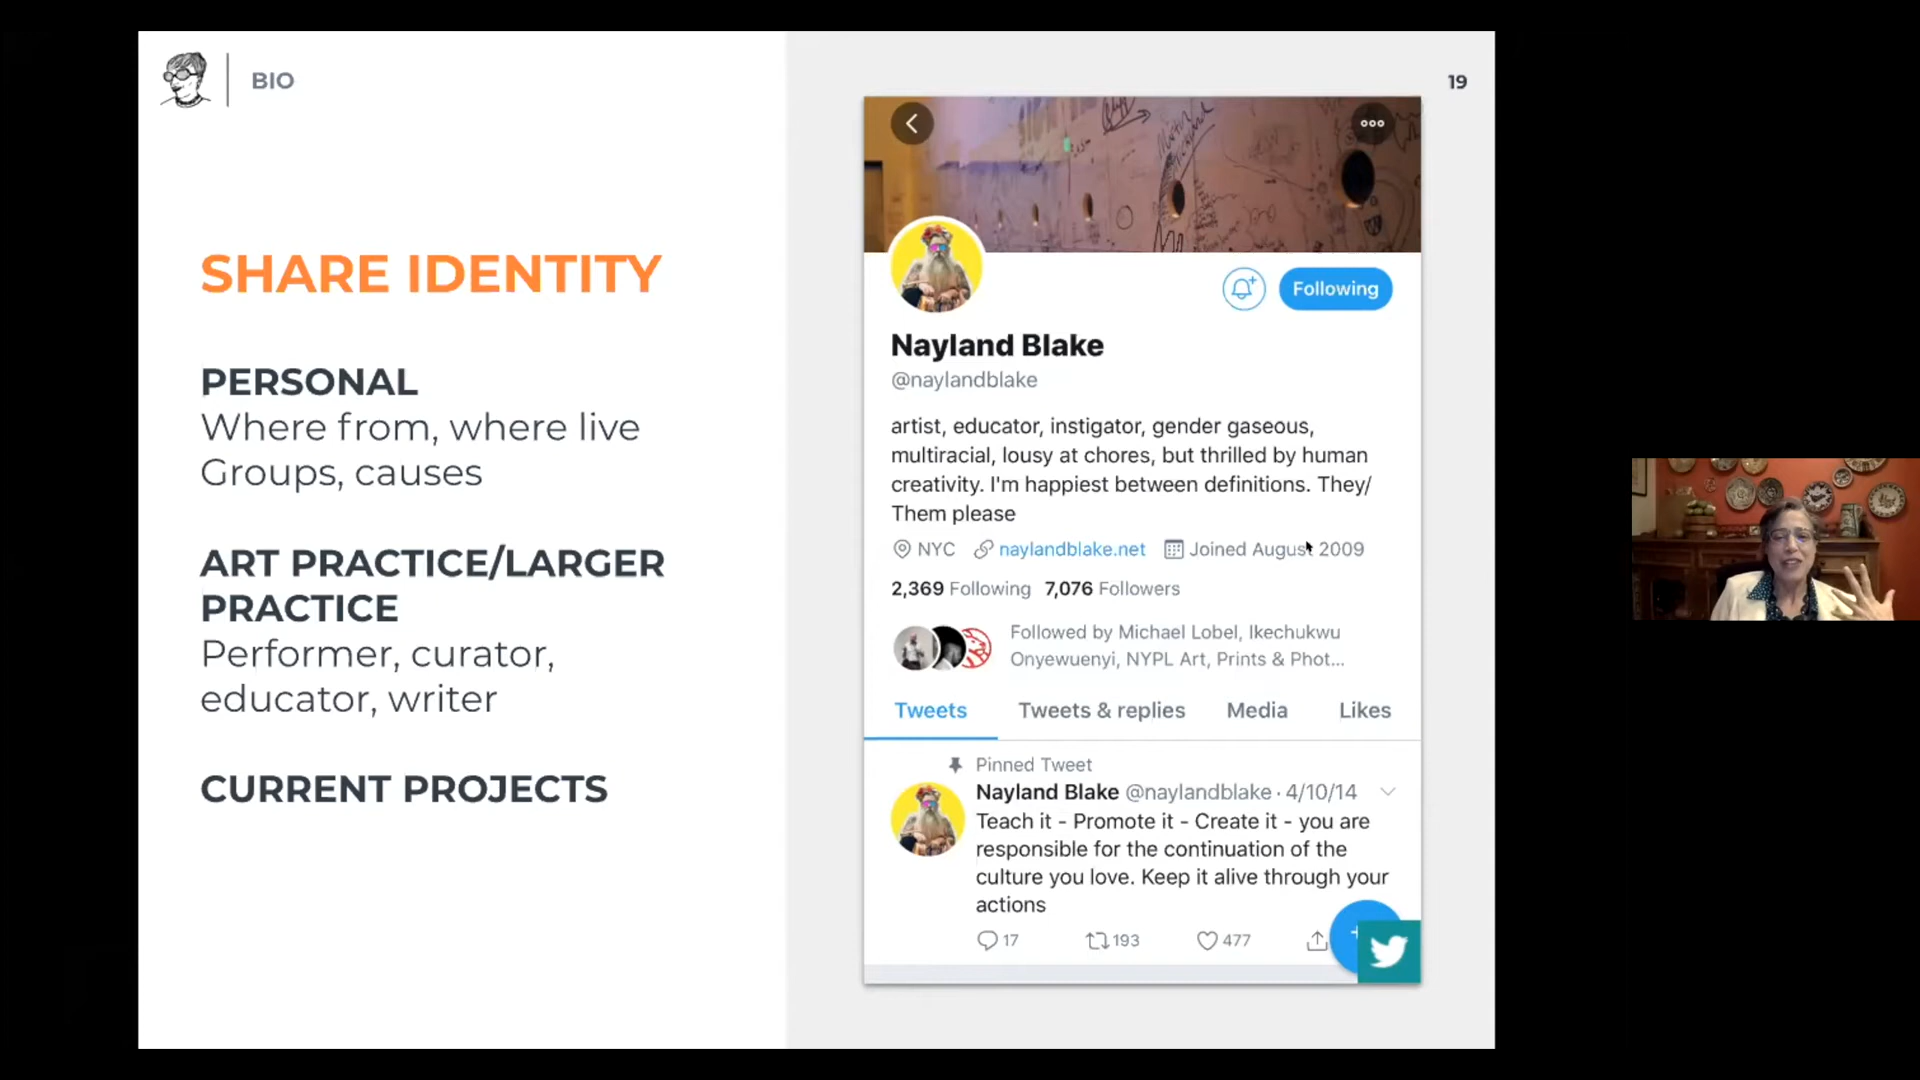 BIO
19
SHARE IDENTITY
PERSONAL
Where from, where live
Groups, causes
ART PRACTICE/LARGER
PRACTICE
Performer, curator,
educator, writer
CURRENT PROJECTS
Following
Nayland Blake
@naylandblake
artist, educator, instigator, gender gaseous,
multiracial, lousy at chores, but thrilled by human
creativity. I'm happiest between definitions. They/
Them please
NYC naylandblake.net Joined August 2009
2,369 Following 7,076 Followers
Followed by Michael Lobel, Ikechukwu
Onyewuenyi, NYPL Art, Prints & Phot...
Tweets Tweets & replies Media Likes
Pinned Tweet
Nayland Blake @naylandblake · 4/10/14
Teach it - Promote it - Create it - you are
responsible for the continuation of the
culture you love. Keep it alive through your
actions
17 193 477